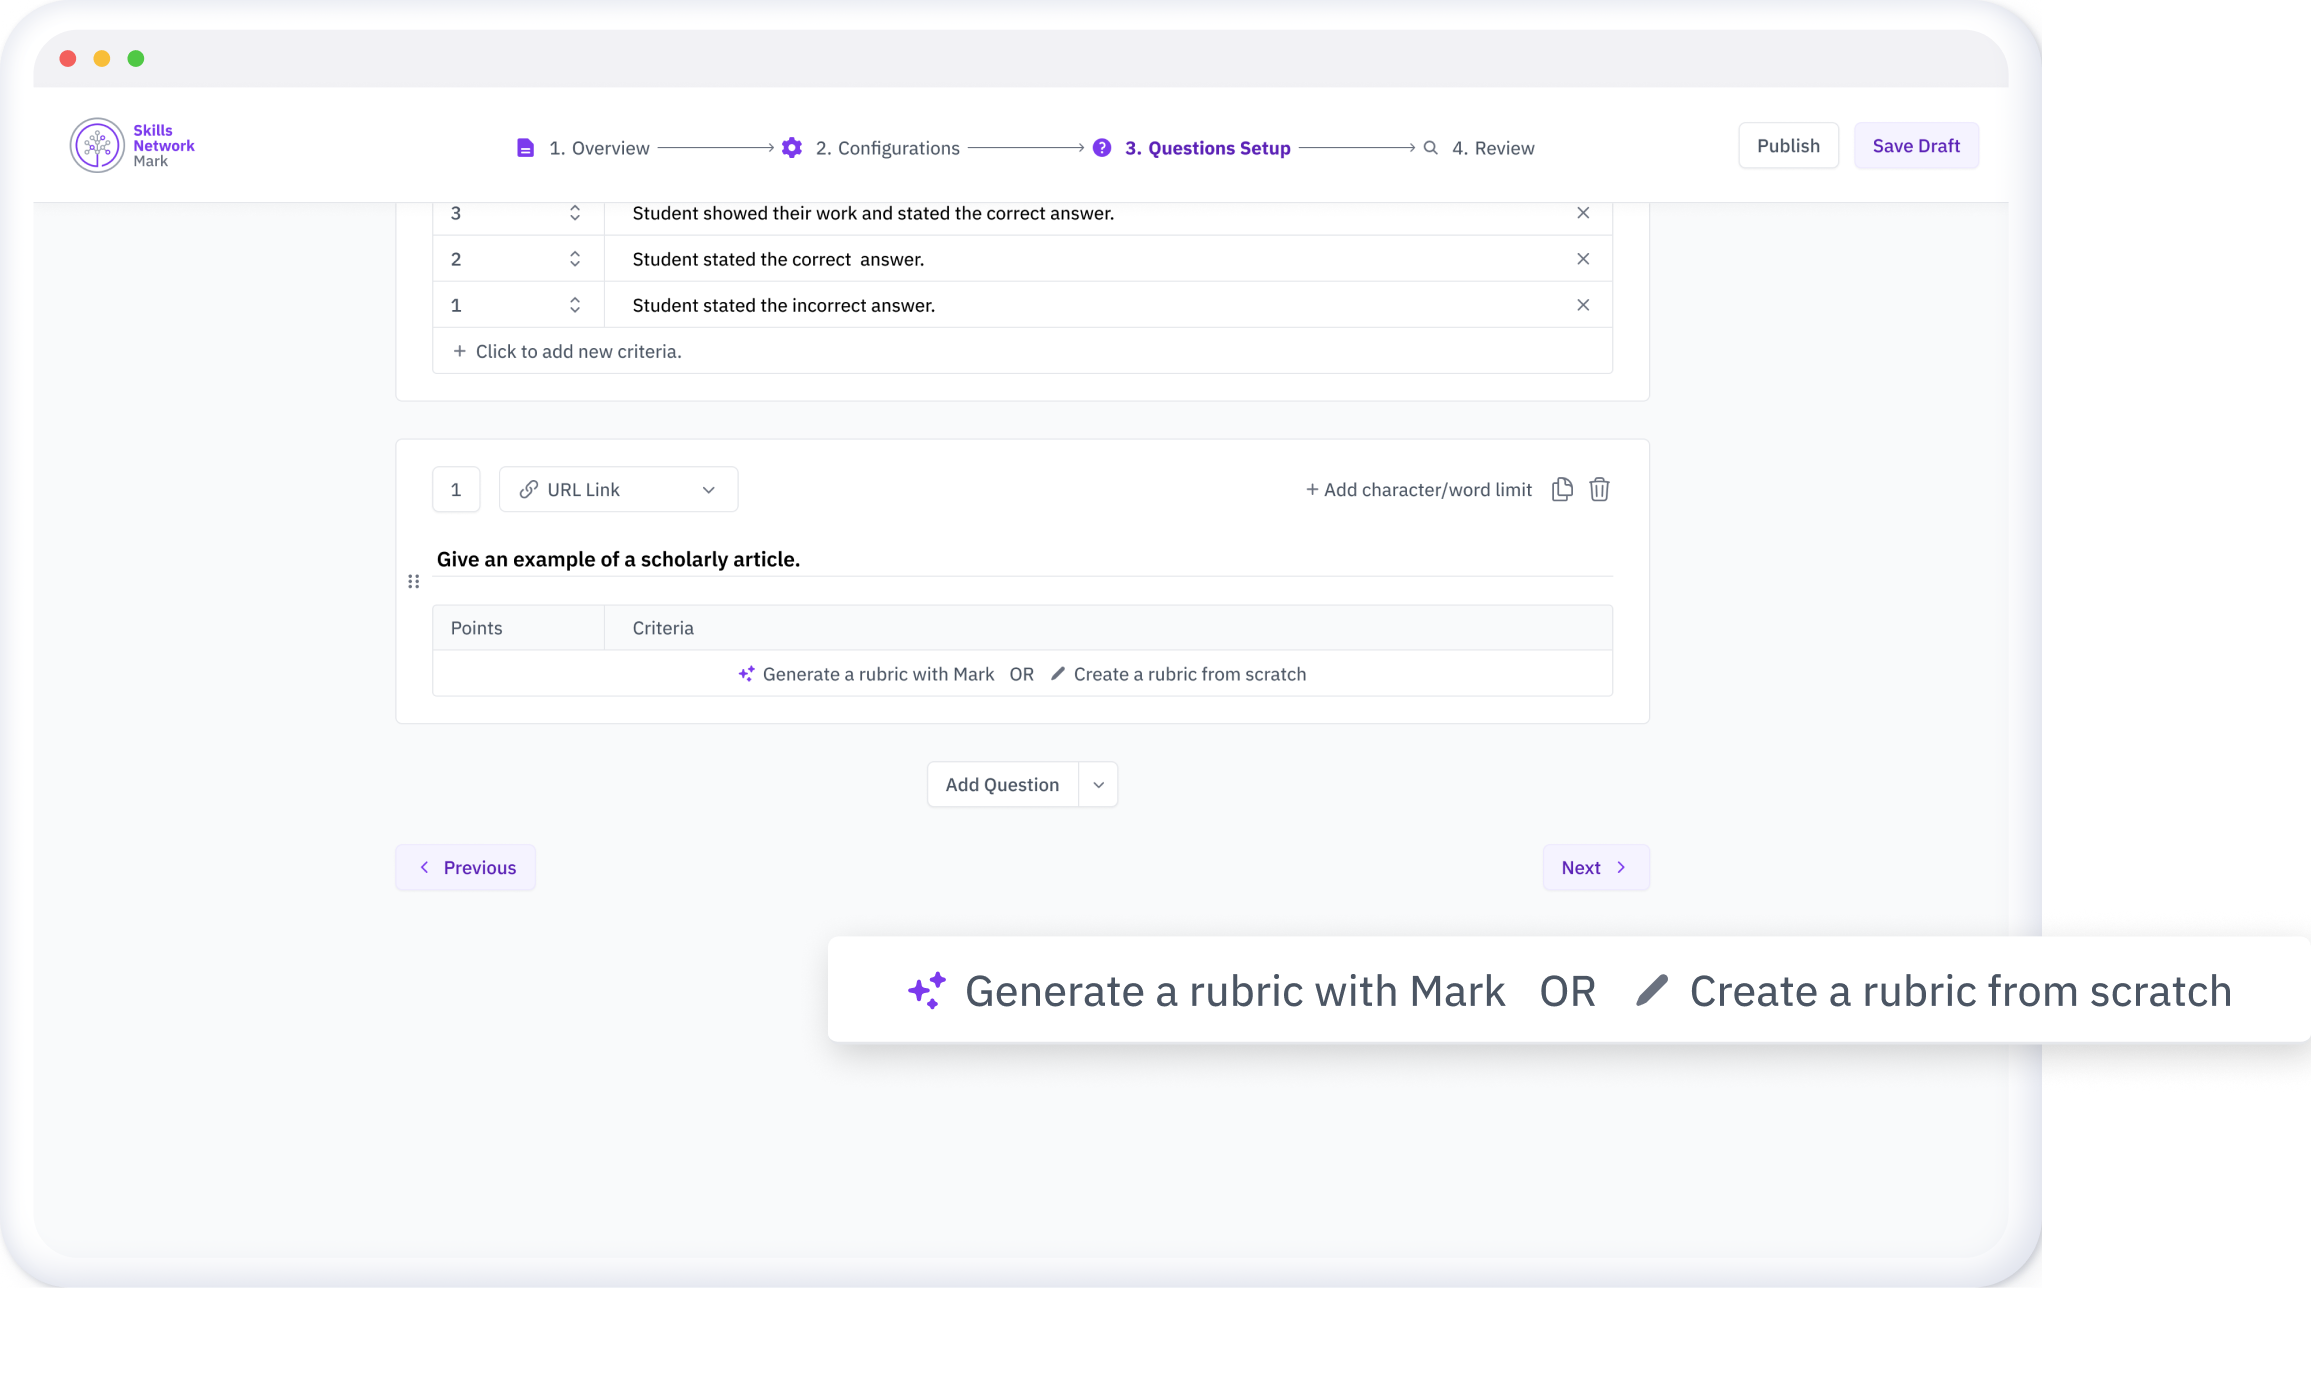 Skills
Network
Mark
1. Overview
2. Configurations
3. Questions Setup
4. Review
Publish
Save Draft
3 Student showed their work and stated the correct answer.
2 Student stated the correct answer.
1 Student stated the incorrect answer.
+ Click to add new criteria.
1 URL Link + Add character/word limit
Give an example of a scholarly article.
Points Criteria
Generate a rubric with Mark OR Create a rubric from scratch
Add Question
Previous Next
Generate a rubric with Mark OR Create a rubric from scratch